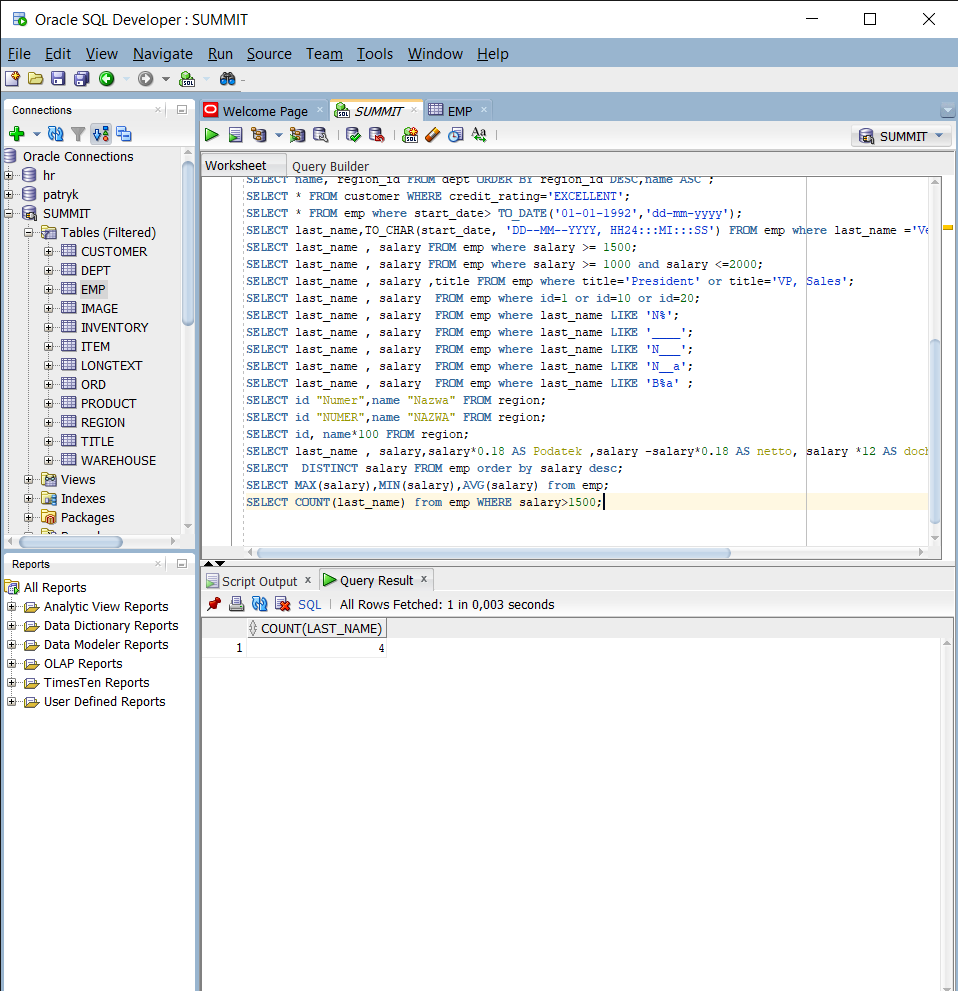 Oracle SQL Developer : SUMMIT
File Edit View Navigate Run Source Team Tools Window Help
Connections
Oracle Connections
hr
patryk
SUMMIT
Tables (Filtered)
CUSTOMER
DEPT
EMP
IMAGE
INVENTORY
ITEM
LONGTEXT
ORD
PRODUCT
REGION
TITLE
WAREHOUSE
Views
Indexes
Packages
Reports
All Reports
Analytic View Reports
Data Dictionary Reports
Data Modeler Reports
OLAP Reports
TimesTen Reports
User Defined Reports
Welcome Page SUMMIT EMP
SUMMIT
Worksheet Query Builder
SELECT name, region_id FROM dept ORDER BY region_id DESC,name ASC ;
SELECT * FROM customer WHERE credit_rating='EXCELLENT';
SELECT * FROM emp where start_date> TO_DATE('01-01-1992','dd-mm-yyyy');
SELECT last_name,TO_CHAR(start_date, 'DD--MM--YYYY, HH24:::MI:::SS') FROM emp where last_name ='Ve
SELECT last_name , salary FROM emp where salary >= 1500;
SELECT last_name , salary FROM emp where salary >= 1000 and salary <=2000;
SELECT last_name , salary ,title FROM emp where title='President' or title='VP, Sales';
SELECT last_name , salary  FROM emp where id=1 or id=10 or id=20;
SELECT last_name , salary  FROM emp where last_name LIKE 'N%';
SELECT last_name , salary  FROM emp where last_name LIKE '____';
SELECT last_name , salary  FROM emp where last_name LIKE 'N___';
SELECT last_name , salary  FROM emp where last_name LIKE 'N__a';
SELECT last_name , salary  FROM emp where last_name LIKE 'B%a' ;
SELECT id "Numer",name "Nazwa" FROM region;
SELECT id "NUMER",name "NAZWA" FROM region;
SELECT id, name*100 FROM region;
SELECT last_name , salary,salary*0.18 AS Podatek ,salary -salary*0.18 AS netto, salary *12 AS doch
SELECT  DISTINCT salary FROM emp order by salary desc;
SELECT MAX(salary),MIN(salary),AVG(salary) from emp;
SELECT COUNT(last_name) from emp WHERE salary>1500;
Script Output x Query Result x
SQL All Rows Fetched: 1 in 0,003 seconds
COUNT(LAST_NAME)
1 4